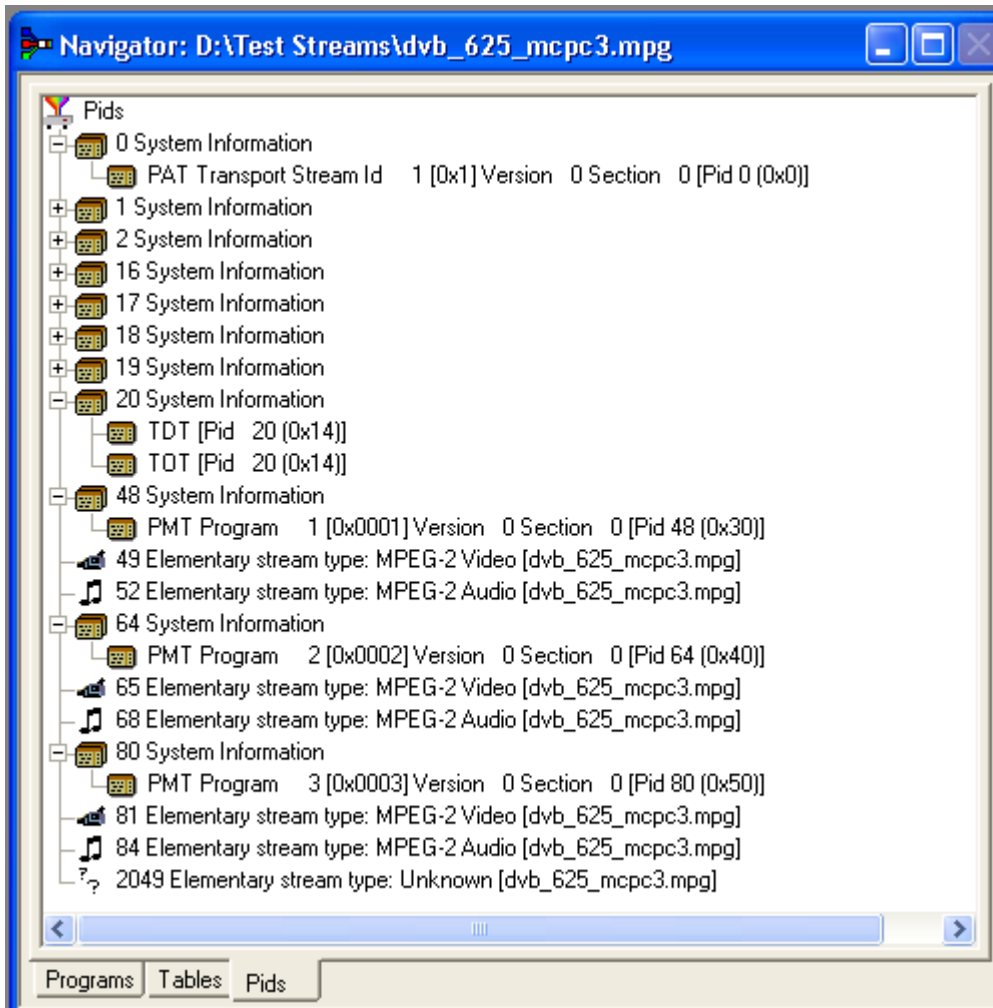 Navigator: D:\Test Streams\dvb_625_mcpc3.mpg
Pids
0 System Information
PAT Transport Stream Id 1 [0x1] Version 0 Section 0 [Pid 0 (0x0)]
1 System Information
2 System Information
16 System Information
17 System Information
18 System Information
19 System Information
20 System Information
TDT [Pid 20 (0x14)]
TOT [Pid 20 (0x14)]
48 System Information
PMT Program 1 [0x0001] Version 0 Section 0 [Pid 48 (0x30)]
49 Elementary stream type: MPEG-2 Video [dvb_625_mcpc3.mpg]
52 Elementary stream type: MPEG-2 Audio [dvb_625_mcpc3.mpg]
64 System Information
PMT Program 2 [0x0002] Version 0 Section 0 [Pid 64 (0x40)]
65 Elementary stream type: MPEG-2 Video [dvb_625_mcpc3.mpg]
68 Elementary stream type: MPEG-2 Audio [dvb_625_mcpc3.mpg]
80 System Information
PMT Program 3 [0x0003] Version 0 Section 0 [Pid 80 (0x50)]
81 Elementary stream type: MPEG-2 Video [dvb_625_mcpc3.mpg]
84 Elementary stream type: MPEG-2 Audio [dvb_625_mcpc3.mpg]
2049 Elementary stream type: Unknown [dvb_625_mcpc3.mpg]
Programs Tables Pids